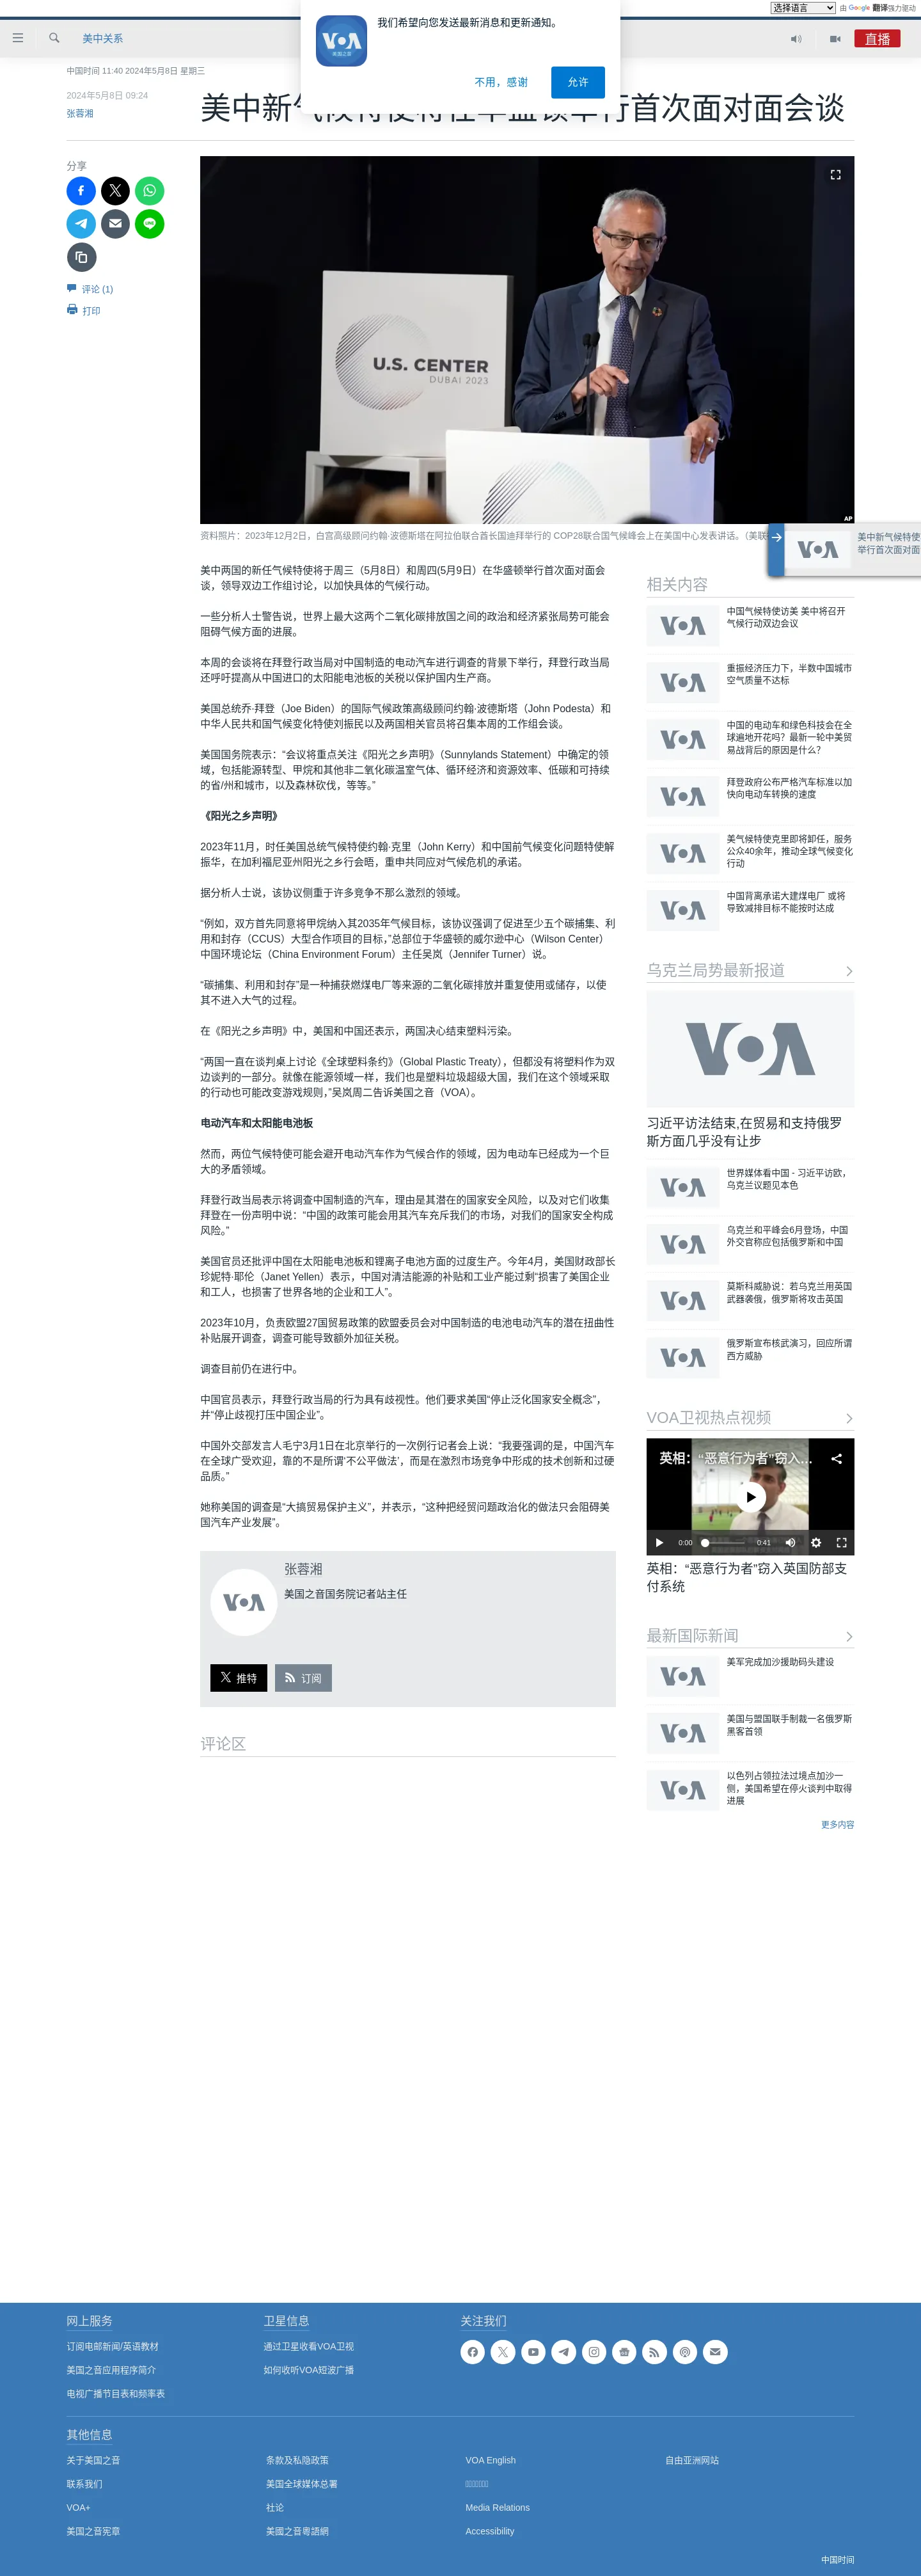 选择语言
由 Google 翻译强力驱动
我们希望向您发送最新消息和更新通知。
不用，感谢
允许
美中关系
直播
中国时间 11:40 2024年5月8日 星期三
2024年5月8日 09:24
张蓉湘
分享
评论 (1)
打印
U.S. CENTER
DUBAI 2023
AP
资料照片：2023年12月2日，白宫高级顾问约翰·波德斯塔在阿拉伯联合酋长国迪拜举行的 COP28联合国气候峰会上在美国中心发表讲话。（美联
美中新气候特使
举行首次面对面
美中两国的新任气候特使将于周三（5月8日）和周四(5月9日）在华盛顿举行首次面对面会
谈，领导双边工作组讨论，以加快具体的气候行动。
一些分析人士警告说，世界上最大这两个二氧化碳排放国之间的政治和经济紧张局势可能会
阻碍气候方面的进展。
本周的会谈将在拜登行政当局对中国制造的电动汽车进行调查的背景下举行，拜登行政当局
还呼吁提高从中国进口的太阳能电池板的关税以保护国内生产商。
美国总统乔·拜登（Joe Biden）的国际气候政策高级顾问约翰·波德斯塔（John Podesta）和
中华人民共和国气候变化特使刘振民以及两国相关官员将召集本周的工作组会谈。
美国国务院表示：“会议将重点关注《阳光之乡声明》（Sunnylands Statement）中确定的领
域，包括能源转型、甲烷和其他非二氧化碳温室气体、循环经济和资源效率、低碳和可持续
的省/州和城市，以及森林砍伐，等等。”
《阳光之乡声明》
2023年11月，时任美国总统气候特使约翰·克里（John Kerry）和中国前气候变化问题特使解
振华，在加利福尼亚州阳光之乡行会晤，重申共同应对气候危机的承诺。
据分析人士说，该协议侧重于许多竞争不那么激烈的领域。
“例如，双方首先同意将甲烷纳入其2035年气候目标，该协议强调了促进至少五个碳捕集、利
用和封存（CCUS）大型合作项目的目标，”总部位于华盛顿的威尔逊中心（Wilson Center）
中国环境论坛（China Environment Forum）主任吴岚（Jennifer Turner）说。
“碳捕集、利用和封存”是一种捕获燃煤电厂等来源的二氧化碳排放并重复使用或储存，以使
其不进入大气的过程。
在《阳光之乡声明》中，美国和中国还表示，两国决心结束塑料污染。
“两国一直在谈判桌上讨论《全球塑料条约》（Global Plastic Treaty），但都没有将塑料作为双
边谈判的一部分。就像在能源领域一样，我们也是塑料垃圾超级大国，我们在这个领域采取
的行动也可能改变游戏规则，”吴岚周二告诉美国之音（VOA）。
电动汽车和太阳能电池板
然而，两位气候特使可能会避开电动汽车作为气候合作的领域，因为电动车已经成为一个巨
大的矛盾领域。
拜登行政当局表示将调查中国制造的汽车，理由是其潜在的国家安全风险，以及对它们收集
拜登在一份声明中说：“中国的政策可能会用其汽车充斥我们的市场，对我们的国家安全构成
风险。”
美国官员还批评中国在太阳能电池板和锂离子电池方面的过度生产。今年4月，美国财政部长
珍妮特·耶伦（Janet Yellen）表示，中国对清洁能源的补贴和工业产能过剩“损害了美国企业
和工人，也损害了世界各地的企业和工人”。
2023年10月，负责欧盟27国贸易政策的欧盟委员会对中国制造的电池电动汽车的潜在扭曲性
补贴展开调查，调查可能导致额外加征关税。
调查目前仍在进行中。
中国官员表示，拜登行政当局的行为具有歧视性。他们要求美国“停止泛化国家安全概念”，
并“停止歧视打压中国企业”。
中国外交部发言人毛宁3月1日在北京举行的一次例行记者会上说：“我要强调的是，中国汽车
在全球广受欢迎，靠的不是所谓‘不公平做法’，而是在激烈市场竞争中形成的技术创新和过硬
品质。”
她称美国的调查是“大搞贸易保护主义”，并表示，“这种把经贸问题政治化的做法只会阻碍美
国汽车产业发展”。
张蓉湘
美国之音国务院记者站主任
推特
订阅
评论区
相关内容
中国气候特使访美 美中将召开
气候行动双边会议
重振经济压力下，半数中国城市
空气质量不达标
中国的电动车和绿色科技会在全
球遍地开花吗？最新一轮中美贸
易战背后的原因是什么？
拜登政府公布严格汽车标准以加
快向电动车转换的速度
美气候特使克里即将卸任，服务
公众40余年，推动全球气候变化
行动
中国背离承诺大建煤电厂 或将
导致减排目标不能按时达成
乌克兰局势最新报道
VOA
习近平访法结束,在贸易和支持俄罗
斯方面几乎没有让步
世界媒体看中国 - 习近平访欧，
乌克兰议题见本色
乌克兰和平峰会6月登场，中国
外交官称应包括俄罗斯和中国
莫斯科威胁说：若乌克兰用英国
武器袭俄，俄罗斯将攻击英国
俄罗斯宣布核武演习，回应所谓
西方威胁
VOA卫视热点视频
英相：“恶意行为者”窃入...
0:00
0:41
英相：“恶意行为者”窃入英国防部支
付系统
最新国际新闻
美军完成加沙援助码头建设
美国与盟国联手制裁一名俄罗斯
黑客首领
以色列占领拉法过境点加沙一
侧，美国希望在停火谈判中取得
进展
更多内容
网上服务
订阅电邮新闻/英语教材
美国之音应用程序简介
电视广播节目表和频率表
卫星信息
通过卫星收看VOA卫视
如何收听VOA短波广播
关注我们
其他信息
关于美国之音
联系我们
VOA+
美国之音宪章
条款及私隐政策
美国全球媒体总署
社论
美國之音粵語網
VOA English
Media Relations
Accessibility
自由亚洲网站
中国时间